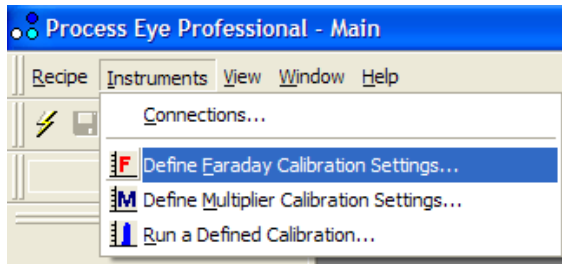 Process Eye Professional - Main
Recipe Instruments View Window Help
Connections...
F Define Faraday Calibration Settings...
M Define Multiplier Calibration Settings...
Run a Defined Calibration...